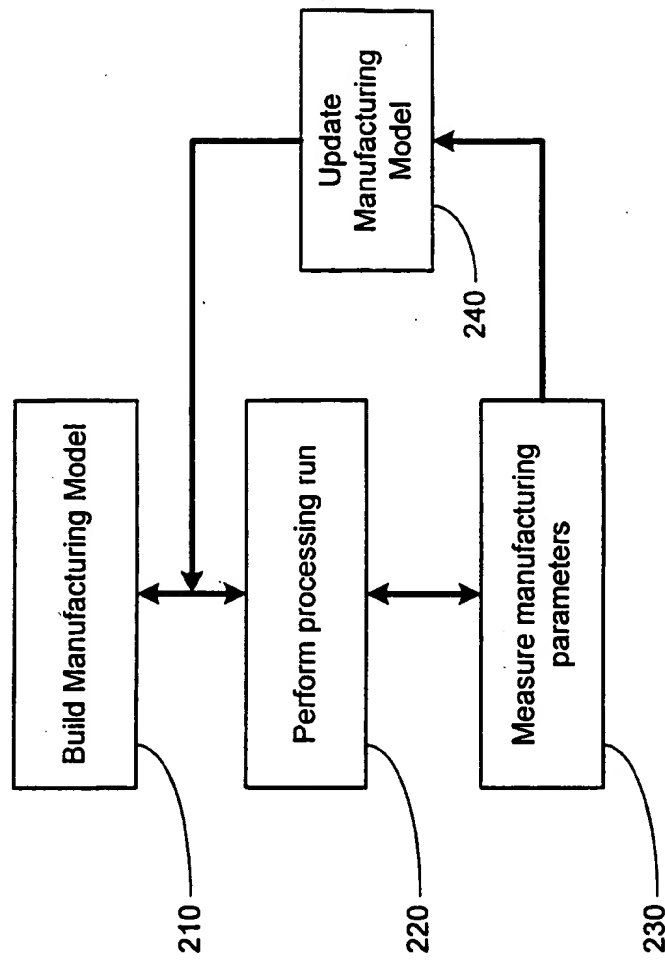 Build Manufacturing Model
210
Perform processing run
220
Measure manufacturing
parameters
230
Update
Manufacturing
Model
240